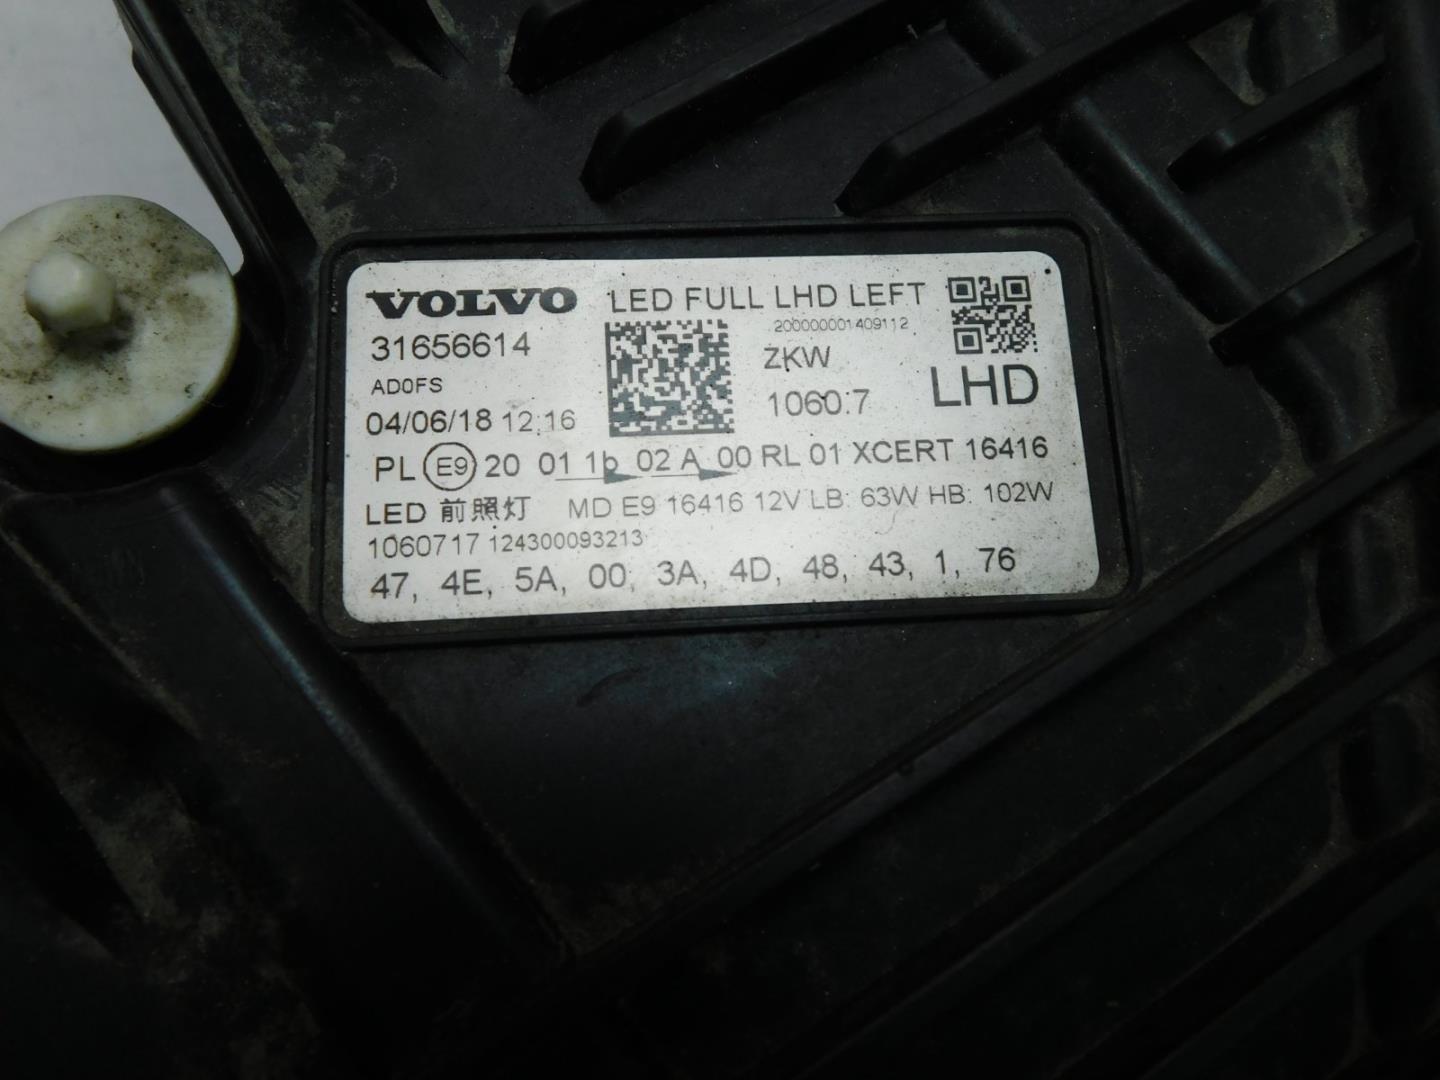 VOLVO LED FULL LHD LEFT
31656614 200000001409112
AD0FS ZKW
04/06/18 12:16 1060.7 LHD
PL E9 20 01 1b 02 A 00 RL 01 XCERT 16416
LED 前照灯 MD E9 16416 12V LB: 63W HB: 102W
1060717 124300093213
47, 4E, 5A, 00, 3A, 4D, 48, 43, 1, 76